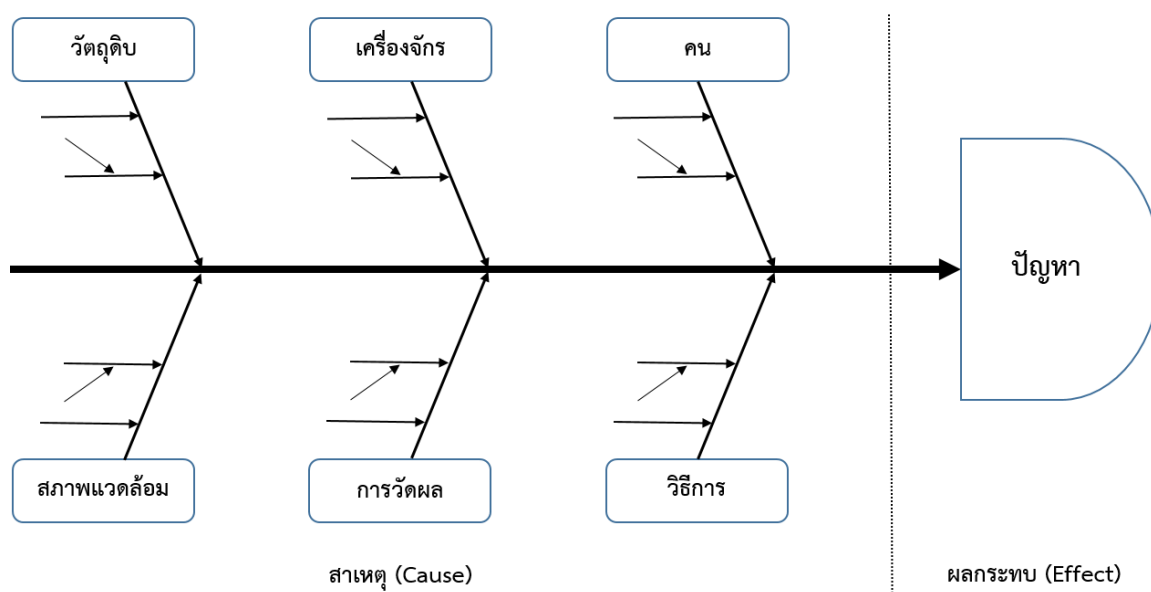 วัตถุดิบ
เครื่องจักร
คน
ปัญหา
สภาพแวดล้อม
การวัดผล
วิธีการ
สาเหตุ (Cause)
ผลกระทบ (Effect)